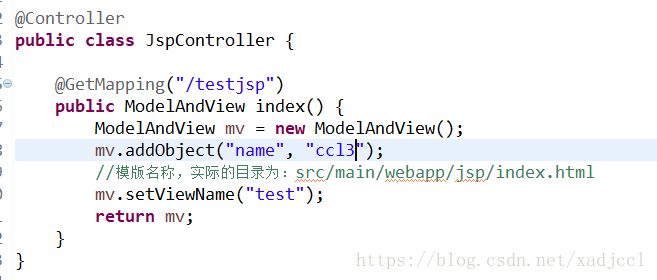 @Controller
public class JspController {
@GetMapping("/testjsp")
public ModelAndView index() {
ModelAndView mv = new ModelAndView();
mv.addObject("name", "ccl3");
//模版名称，实际的目录为：src/main/webapp/jsp/index.html
mv.setViewName("test");
return mv;
}
}
https://blog.csdn.net/xadjccl